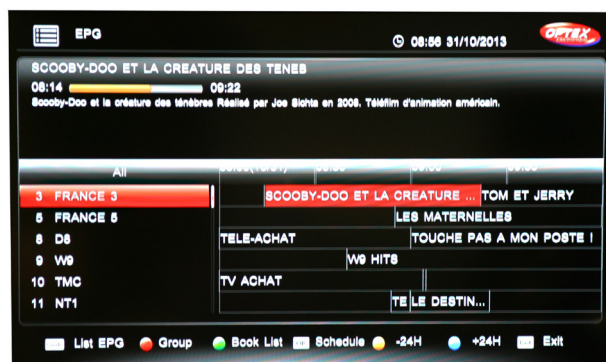 EPG
08:56 31/10/2013
OPTEX
SCOOBY-DOO ET LA CREATURE DES TENEB
08:14 09:22
Scooby-Doo et la créature des ténèbres Réalisé par Joe Sichta en 2008. Téléfilm d'animation américain.
All
3 FRANCE 3 SCOOBY-DOO ET LA CREATURE ... TOM ET JERRY
5 FRANCE 5 LES MATERNELLES
8 D8 TELE-ACHAT TOUCHE PAS A MON POSTE !
9 W9 W9 HITS
10 TMC TV ACHAT
11 NT1 TE LE DESTIN...
List EPG Group Book List Schedule -24H +24H Exit